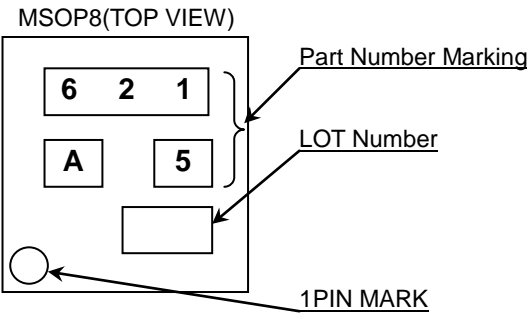 MSOP8(TOP VIEW)
Part Number Marking
6 2 1
LOT Number
A 5
1PIN MARK